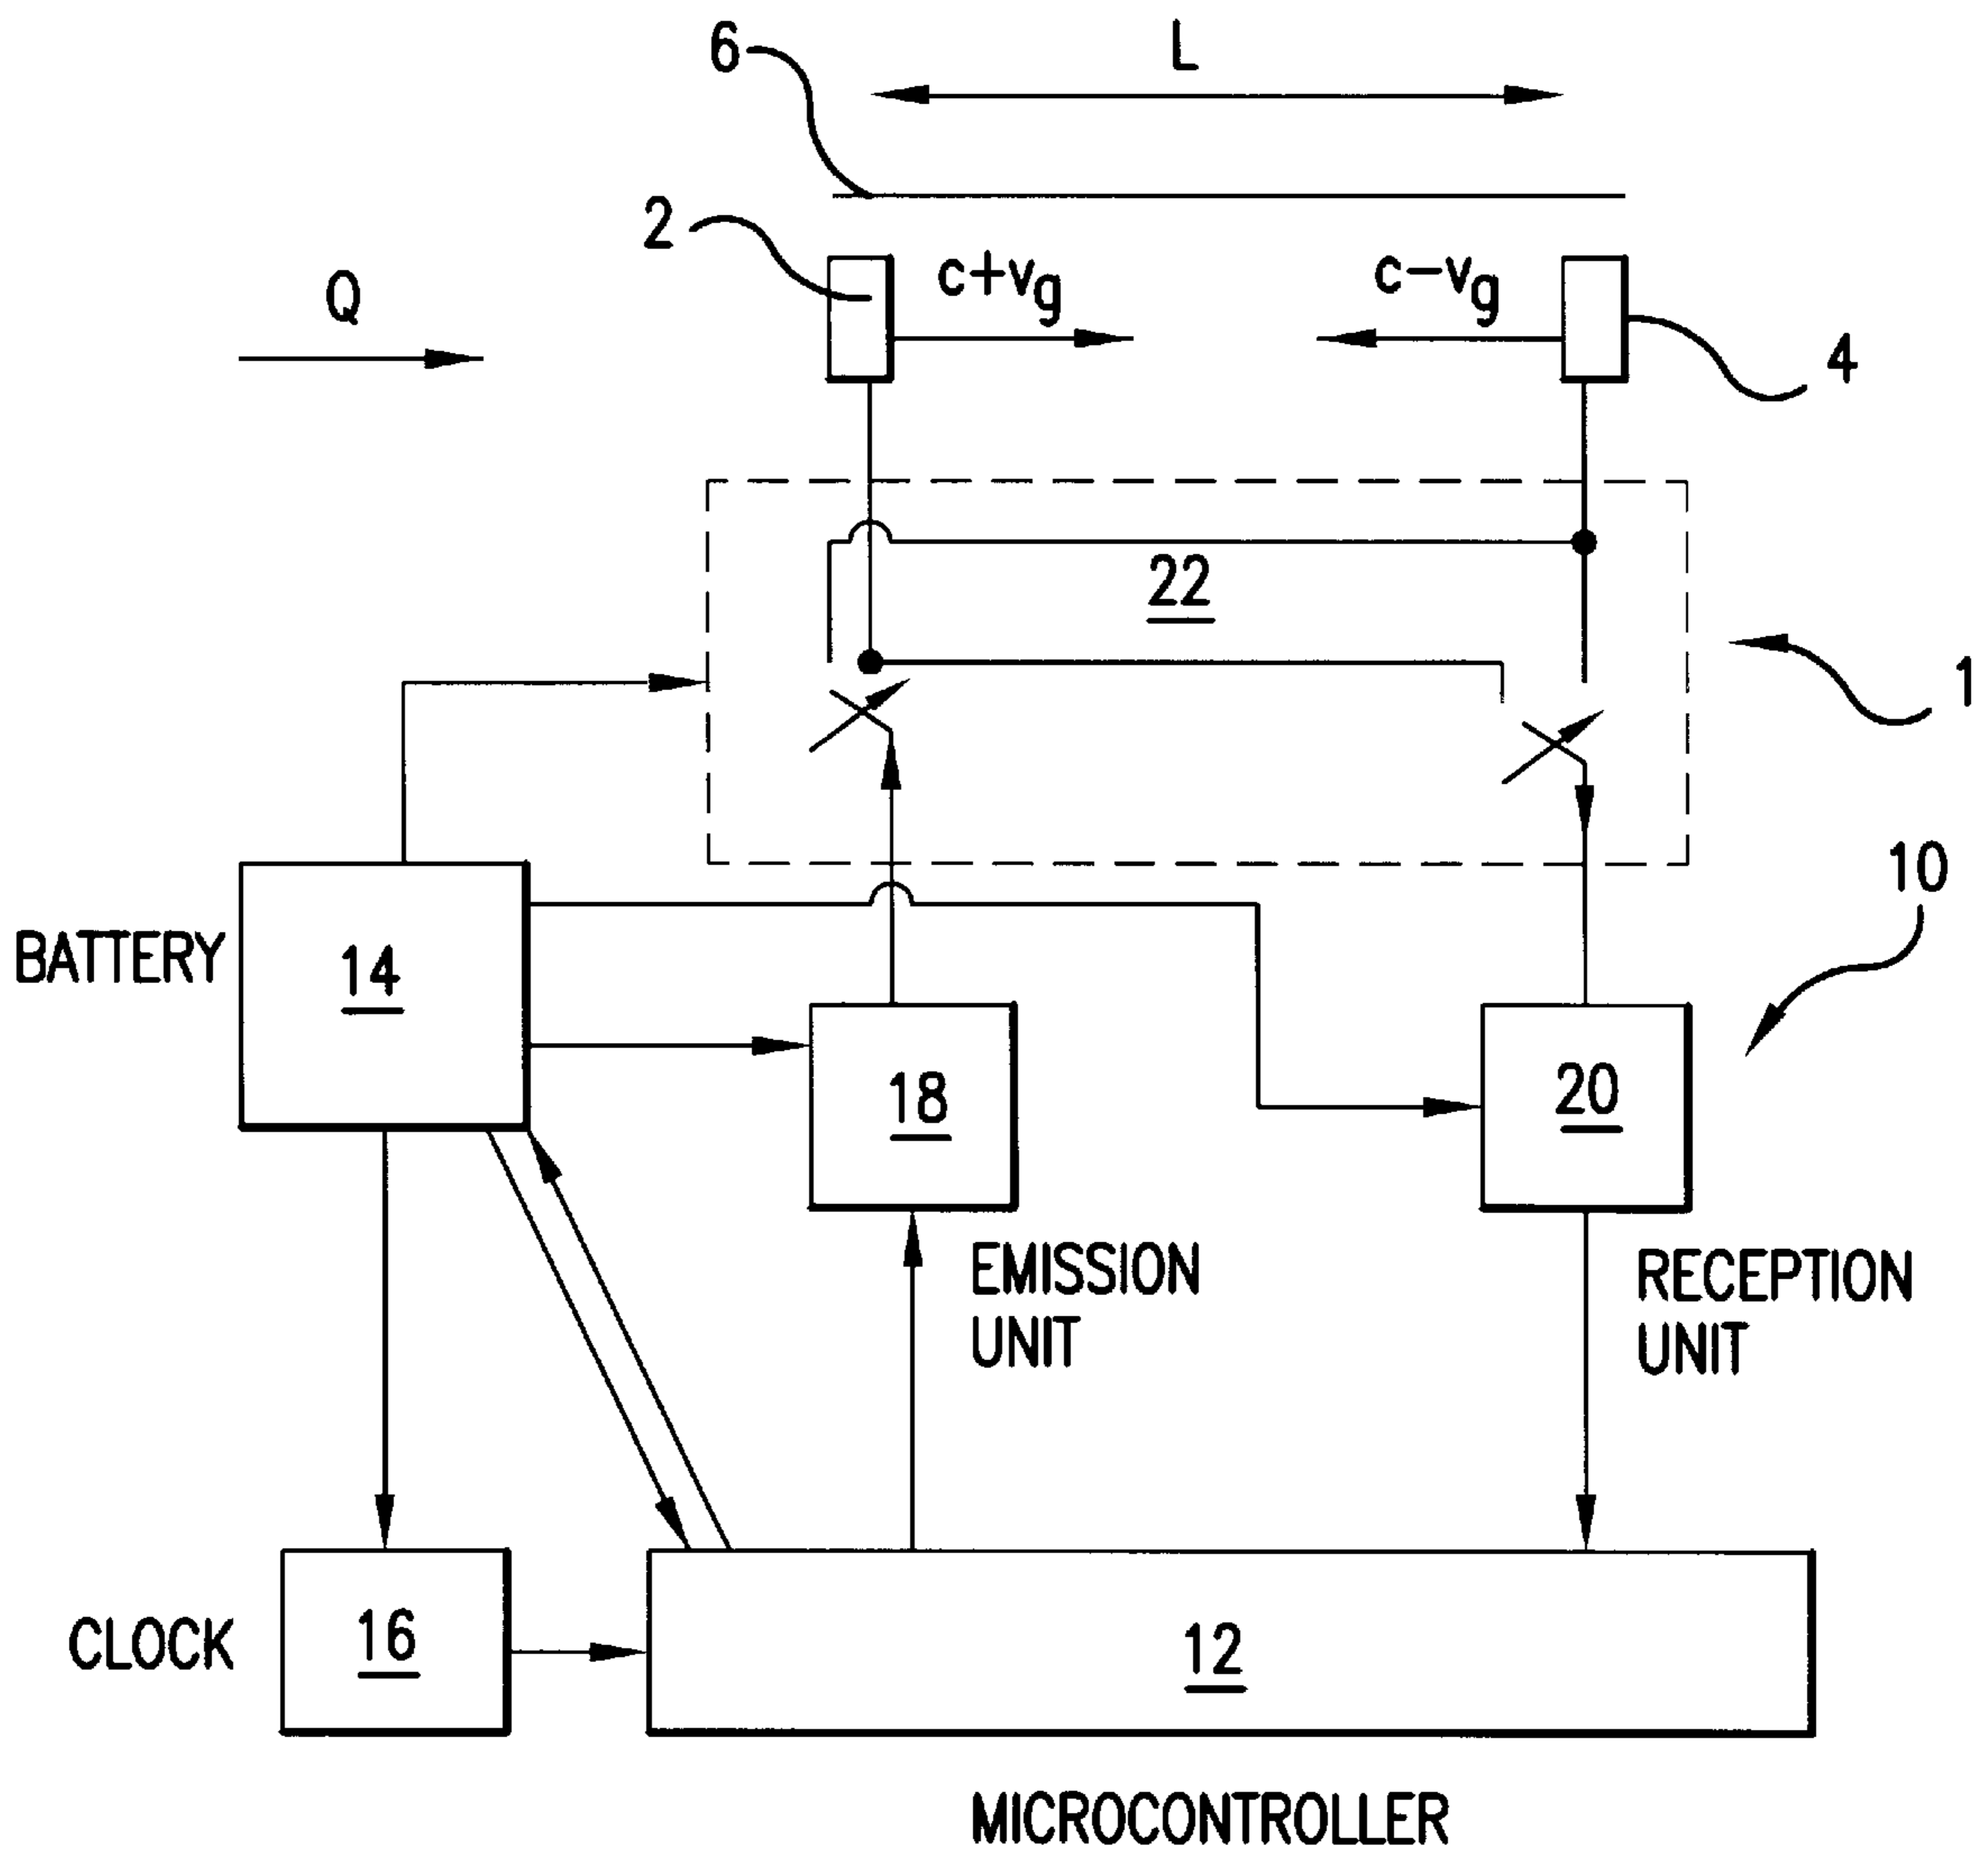 6
L
2
Q
c+vg
c-vg
4
22
1
10
BATTERY
14
18
20
EMISSION
UNIT
RECEPTION
UNIT
CLOCK
16
12
MICROCONTROLLER